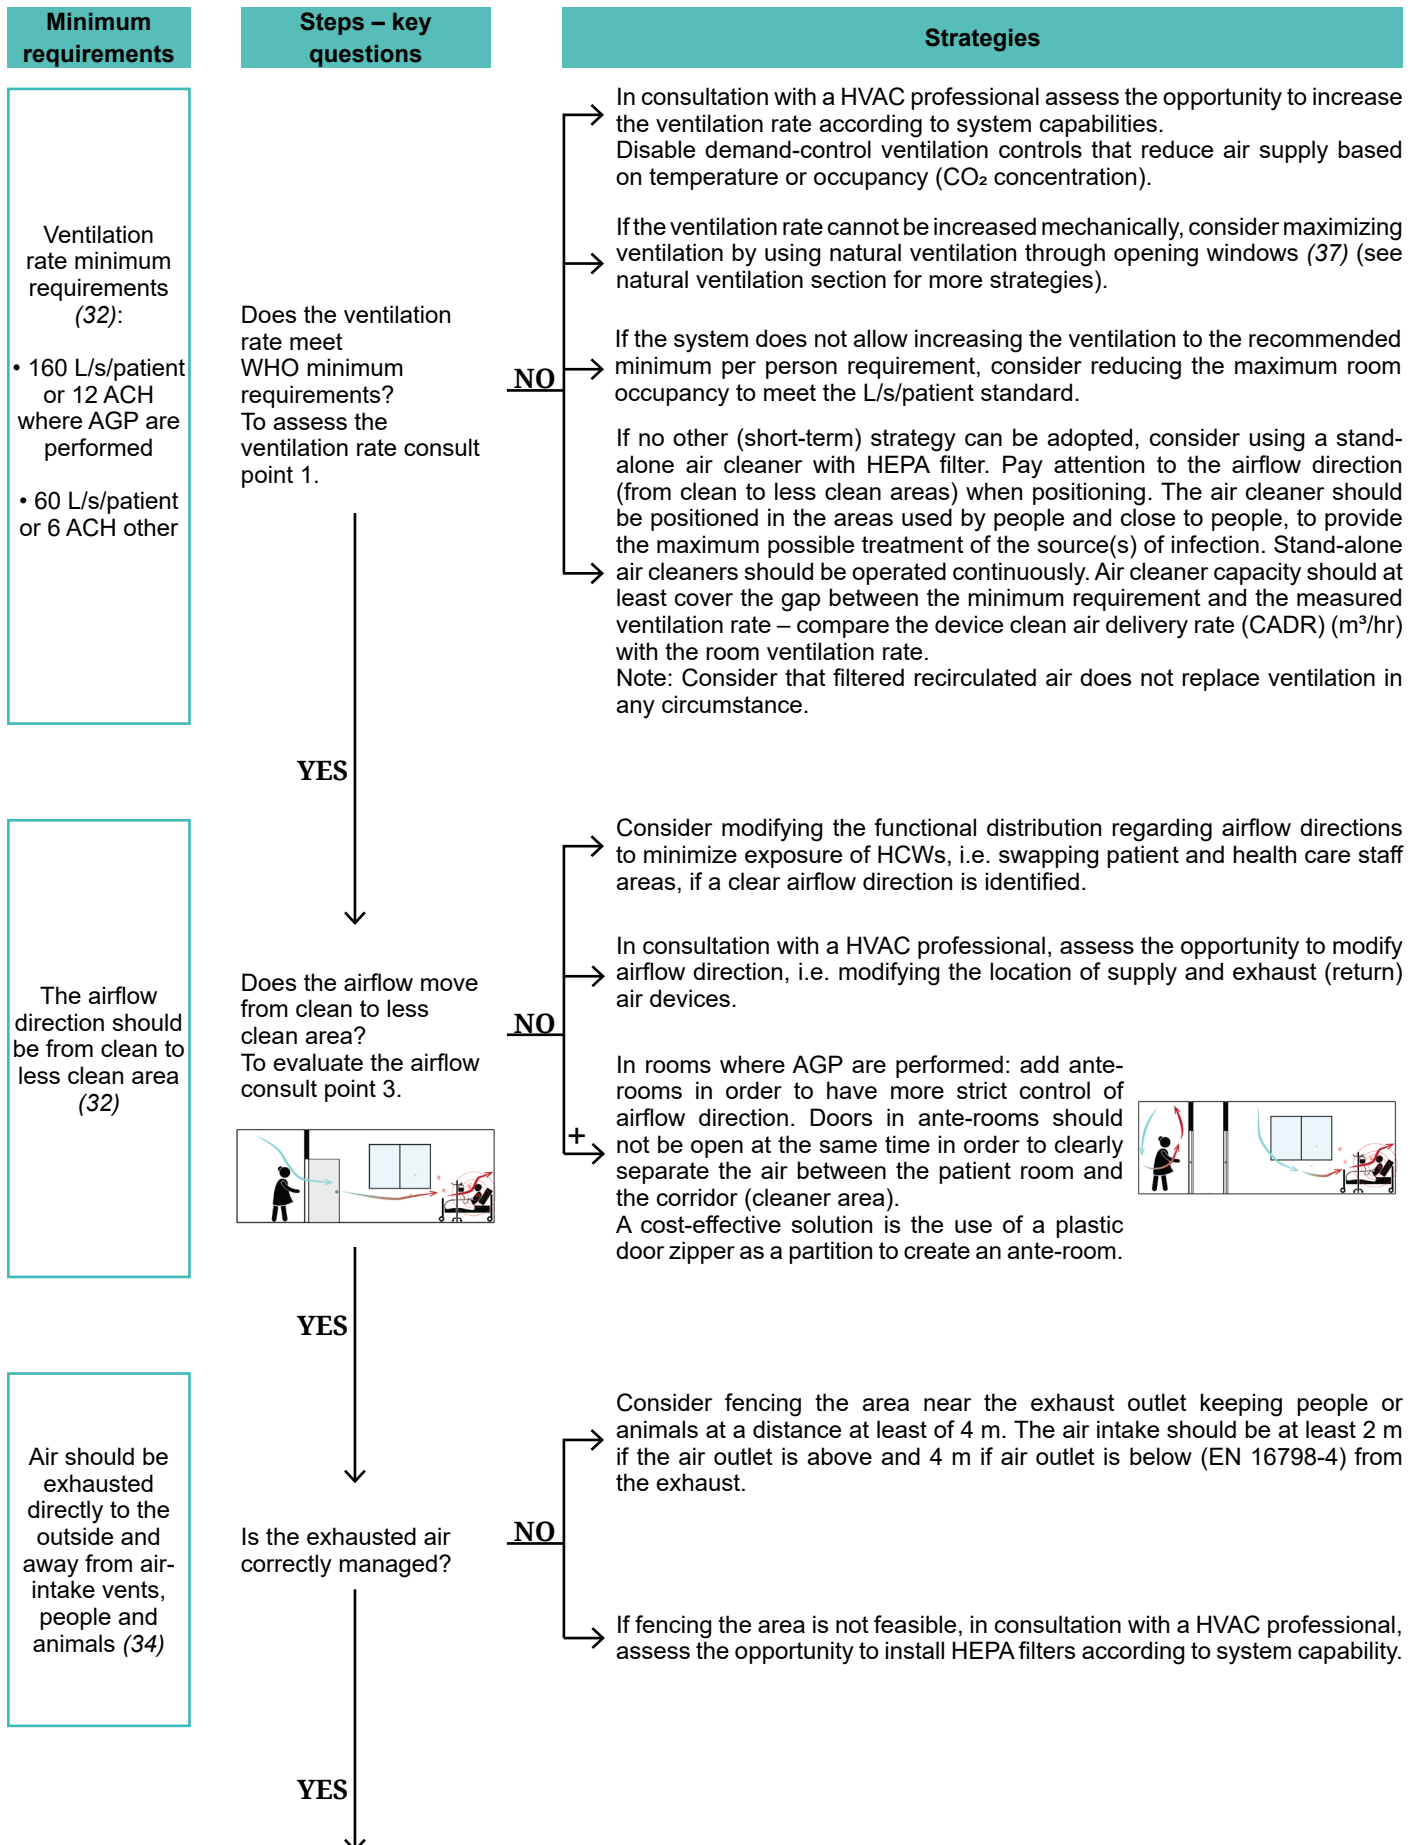 Minimum
requirements
Steps – key
questions
Strategies
Ventilation
rate minimum
requirements
(32):
• 160 L/s/patient
or 12 ACH
where AGP are
performed
• 60 L/s/patient
or 6 ACH other
Does the ventilation
rate meet
WHO minimum
requirements?
To assess the
ventilation rate consult
point 1.
NO
In consultation with a HVAC professional assess the opportunity to increase
the ventilation rate according to system capabilities.
Disable demand-control ventilation controls that reduce air supply based
on temperature or occupancy (CO₂ concentration).
If the ventilation rate cannot be increased mechanically, consider maximizing
ventilation by using natural ventilation through opening windows (37) (see
natural ventilation section for more strategies).
If the system does not allow increasing the ventilation to the recommended
minimum per person requirement, consider reducing the maximum room
occupancy to meet the L/s/patient standard.
If no other (short-term) strategy can be adopted, consider using a stand-
alone air cleaner with HEPA filter. Pay attention to the airflow direction
(from clean to less clean areas) when positioning. The air cleaner should
be positioned in the areas used by people and close to people, to provide
the maximum possible treatment of the source(s) of infection. Stand-alone
air cleaners should be operated continuously. Air cleaner capacity should at
least cover the gap between the minimum requirement and the measured
ventilation rate – compare the device clean air delivery rate (CADR) (m³/hr)
with the room ventilation rate.
Note: Consider that filtered recirculated air does not replace ventilation in
any circumstance.
YES
The airflow
direction should
be from clean to
less clean area
(32)
Does the airflow move
from clean to less
clean area?
To evaluate the airflow
consult point 3.
NO
Consider modifying the functional distribution regarding airflow directions
to minimize exposure of HCWs, i.e. swapping patient and health care staff
areas, if a clear airflow direction is identified.
In consultation with a HVAC professional, assess the opportunity to modify
airflow direction, i.e. modifying the location of supply and exhaust (return)
air devices.
+
In rooms where AGP are performed: add ante-
rooms in order to have more strict control of
airflow direction. Doors in ante-rooms should
not be open at the same time in order to clearly
separate the air between the patient room and
the corridor (cleaner area).
A cost-effective solution is the use of a plastic
door zipper as a partition to create an ante-room.
YES
Air should be
exhausted
directly to the
outside and
away from air-
intake vents,
people and
animals (34)
Is the exhausted air
correctly managed?
NO
Consider fencing the area near the exhaust outlet keeping people or
animals at a distance at least of 4 m. The air intake should be at least 2 m
if the air outlet is above and 4 m if air outlet is below (EN 16798-4) from
the exhaust.
If fencing the area is not feasible, in consultation with a HVAC professional,
assess the opportunity to install HEPA filters according to system capability.
YES